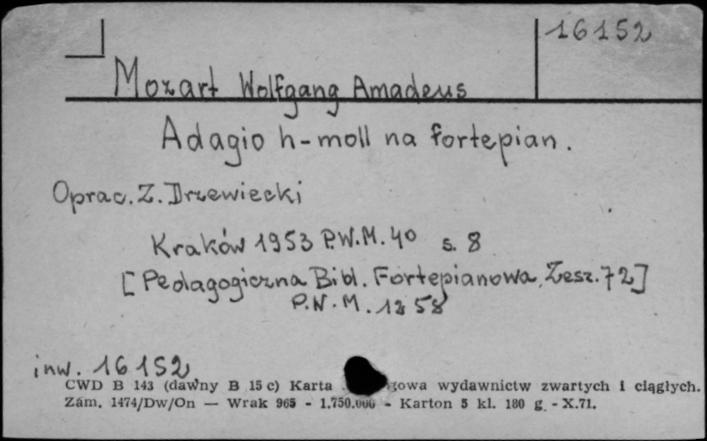 16152
Mozart Wolfgang Amadeus
Adagio h-moll na fortepian.
Oprac. Z. Drzewiecki
Kraków 1953 P.W.M. 4o s. 8
[Pedagogiczna Bibl. Fortepianowa, Zesz. 72]
P.N.M. 1258
inw. 16152
CWD B 143 (dawny B 15 c) Karta wydawnictw zwartych i ciągłych.
Zam. 1474/Dw/On — Wrak 965 - 1.750.000 - Karton 5 kl. 180 g. - X.71.